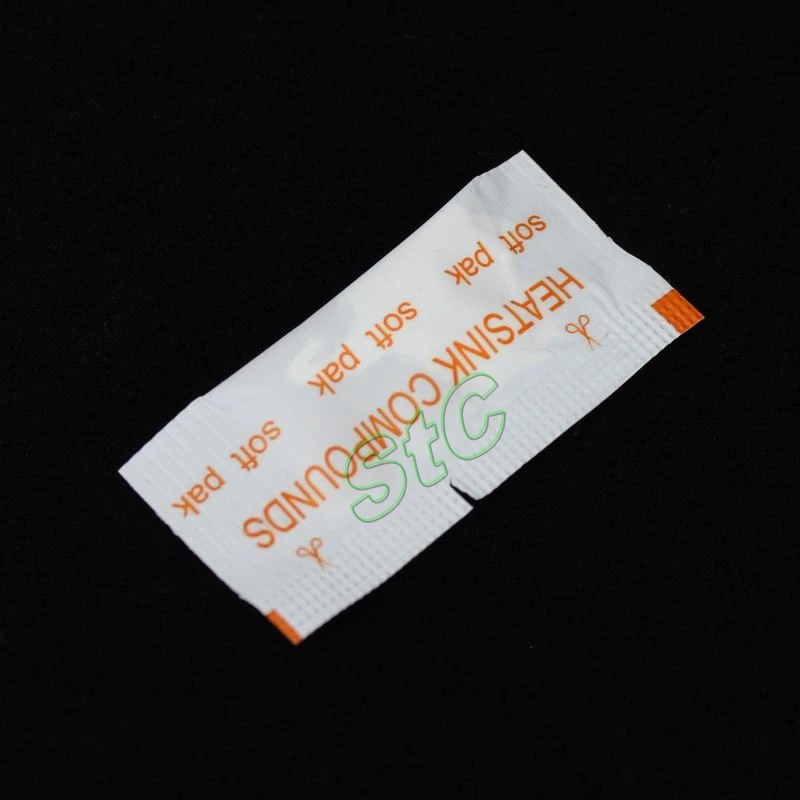 HEATSINK COMPOUNDS
soft pak soft pak soft pak
StC